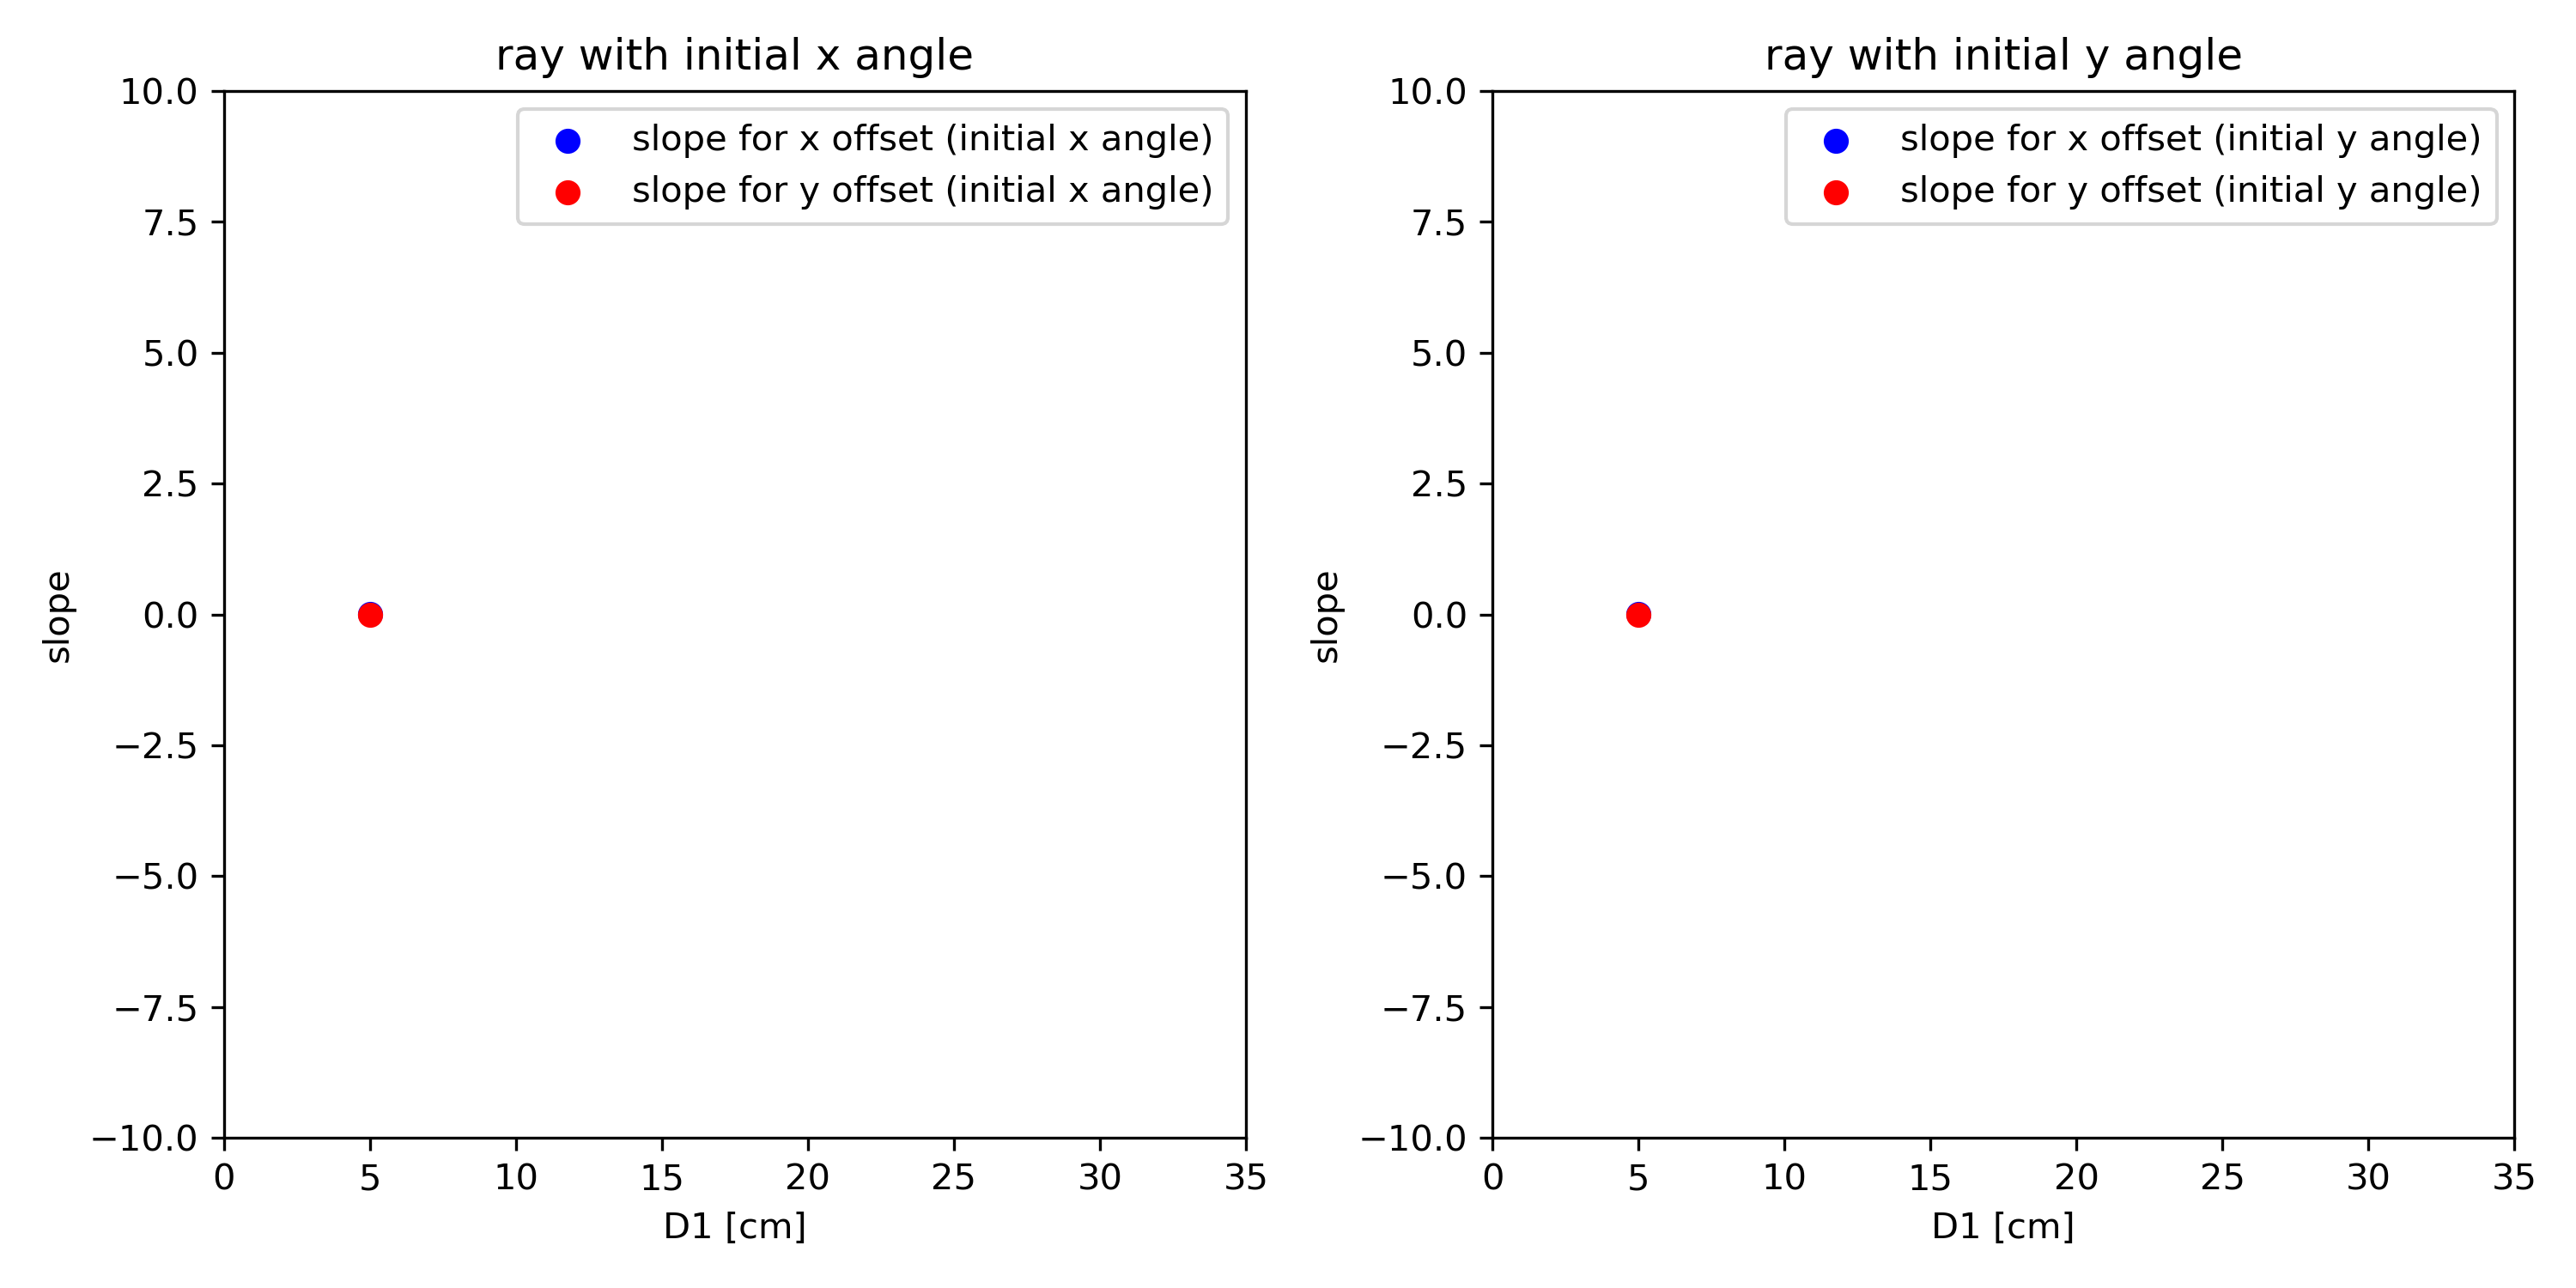 ray with initial x angle
slope for x offset (initial x angle)
slope for y offset (initial x angle)
10.0
7.5
5.0
2.5
0.0
−2.5
−5.0
−7.5
−10.0
slope
0 5 10 15 20 25 30 35
D1 [cm]
ray with initial y angle
slope for x offset (initial y angle)
slope for y offset (initial y angle)
10.0
7.5
5.0
2.5
0.0
−2.5
−5.0
−7.5
−10.0
slope
0 5 10 15 20 25 30 35
D1 [cm]